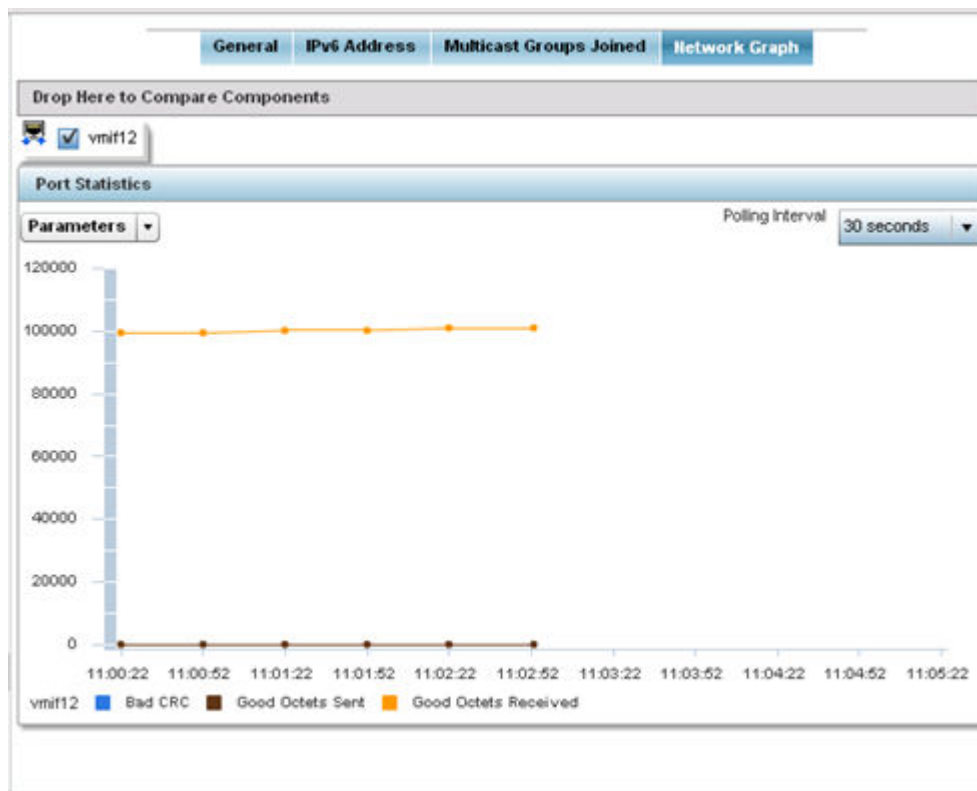 General IPv6 Address Multicast Groups Joined Network Graph
Drop Here to Compare Components
vmif12
Port Statistics
Parameters Polling Interval 30 seconds
120000
100000
80000
60000
40000
20000
0
11:00:22 11:00:52 11:01:22 11:01:52 11:02:22 11:02:52 11:03:22 11:03:52 11:04:22 11:04:52 11:05:22
vmif12 Bad CRC Good Octets Sent Good Octets Received